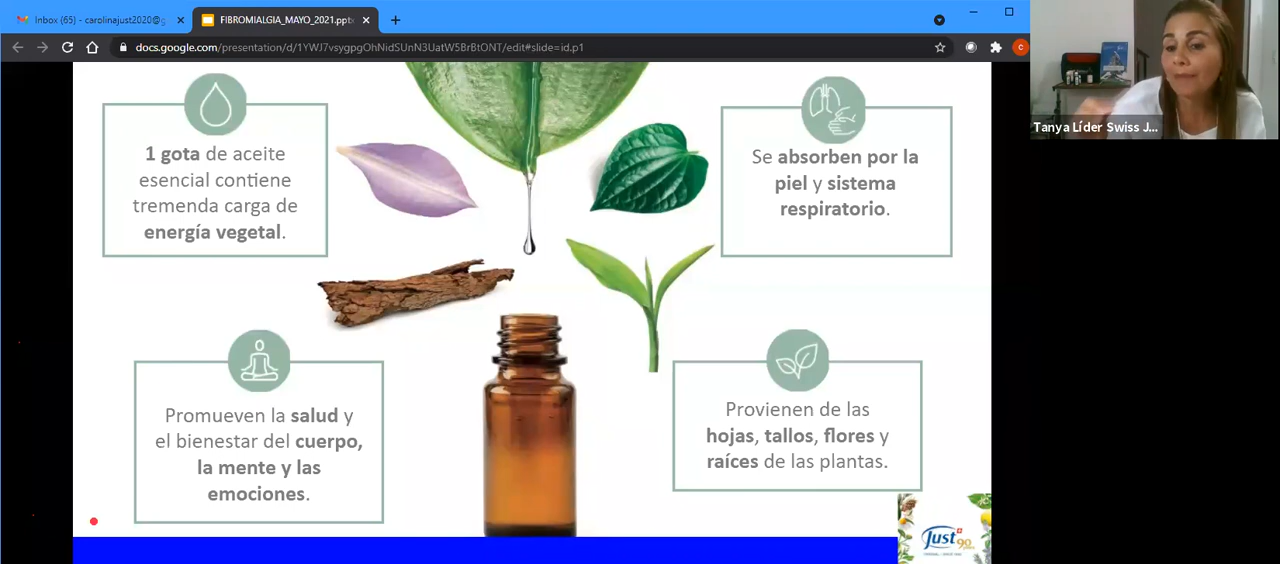 Inbox (65) - carolinajust2020@g
FIBROMIALGIA_MAYO_2021.pptx
docs.google.com/presentation/d/1YWJ7vsygpgOhNidSUnN3UatW5BrBtONT/edit#slide=id.p1
C
Tanya Líder Swiss J...
1 gota de aceite
esencial contiene
tremenda carga de
energía vegetal.
Se absorben por la
piel y sistema
respiratorio.
Promueven la salud y
el bienestar del cuerpo,
la mente y las
emociones.
Provienen de las
hojas, tallos, flores y
raíces de las plantas.
Just
90